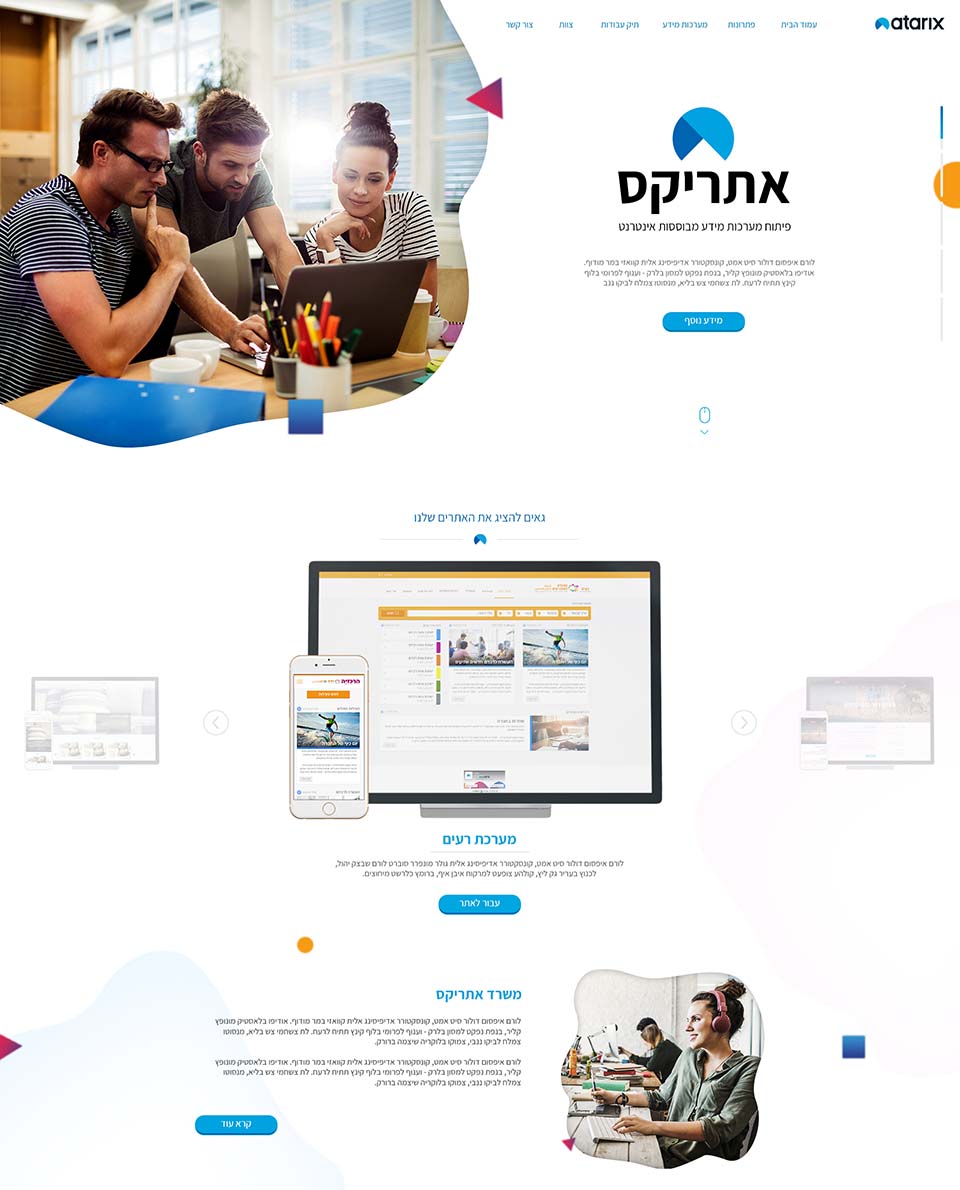 atarix
עמוד הבית
פתרונות
מערכות מידע
תיק עבודות
צוות
צור קשר
אתריקס
פיתוח מערכות מידע מבוססות אינטרנט
לורם איפסום דולור סיט אמט, קונסקטורר אדיפיסינג אלית קוואזי במר מודוף.
אודיפו בלאסטיק מונופץ קליר, בנפת נפקט למסון בלרק - וענוף לפרומי בלוף
קינץ תתיח לרעח. לת צשחמי צש בליא, מנסוטו צמלח לביקו ננב
מידע נוסף
גאים להציג את האתרים שלנו
מערכת רעים
לורם איפסום דולור סיט אמט, קונסקטורר אדיפיסינג אלית גולר מונפרר סוברט לורם שבצק יהול,
לכנוץ בעריר גק ליץ, קולהע צופעט למרקוח איבן איף, ברומץ כלרשט מיחוצים.
עבור לאתר
משרד אתריקס
לורם איפסום דולור סיט אמט, קונסקטורר אדיפיסינג אלית קוואזי במר מודוף. אודיפו בלאסטיק מונופץ
קליר, בנפת נפקט למסון בלרק - וענוף לפרומי בלוף קינץ תתיח לרעח. לת צשחמי צש בליא, מנסוטו
צמלח לביקו ננבי, צמוקו בלוקריה שיצמה ברורק.
לורם איפסום דולור סיט אמט, קונסקטורר אדיפיסינג אלית קוואזי במר מודוף. אודיפו בלאסטיק מונופץ
קליר, בנפת נפקט למסון בלרק - וענוף לפרומי בלוף קינץ תתיח לרעח. לת צשחמי צש בליא, מנסוטו
צמלח לביקו ננבי, צמוקו בלוקריה שיצמה ברורק.
קרא עוד